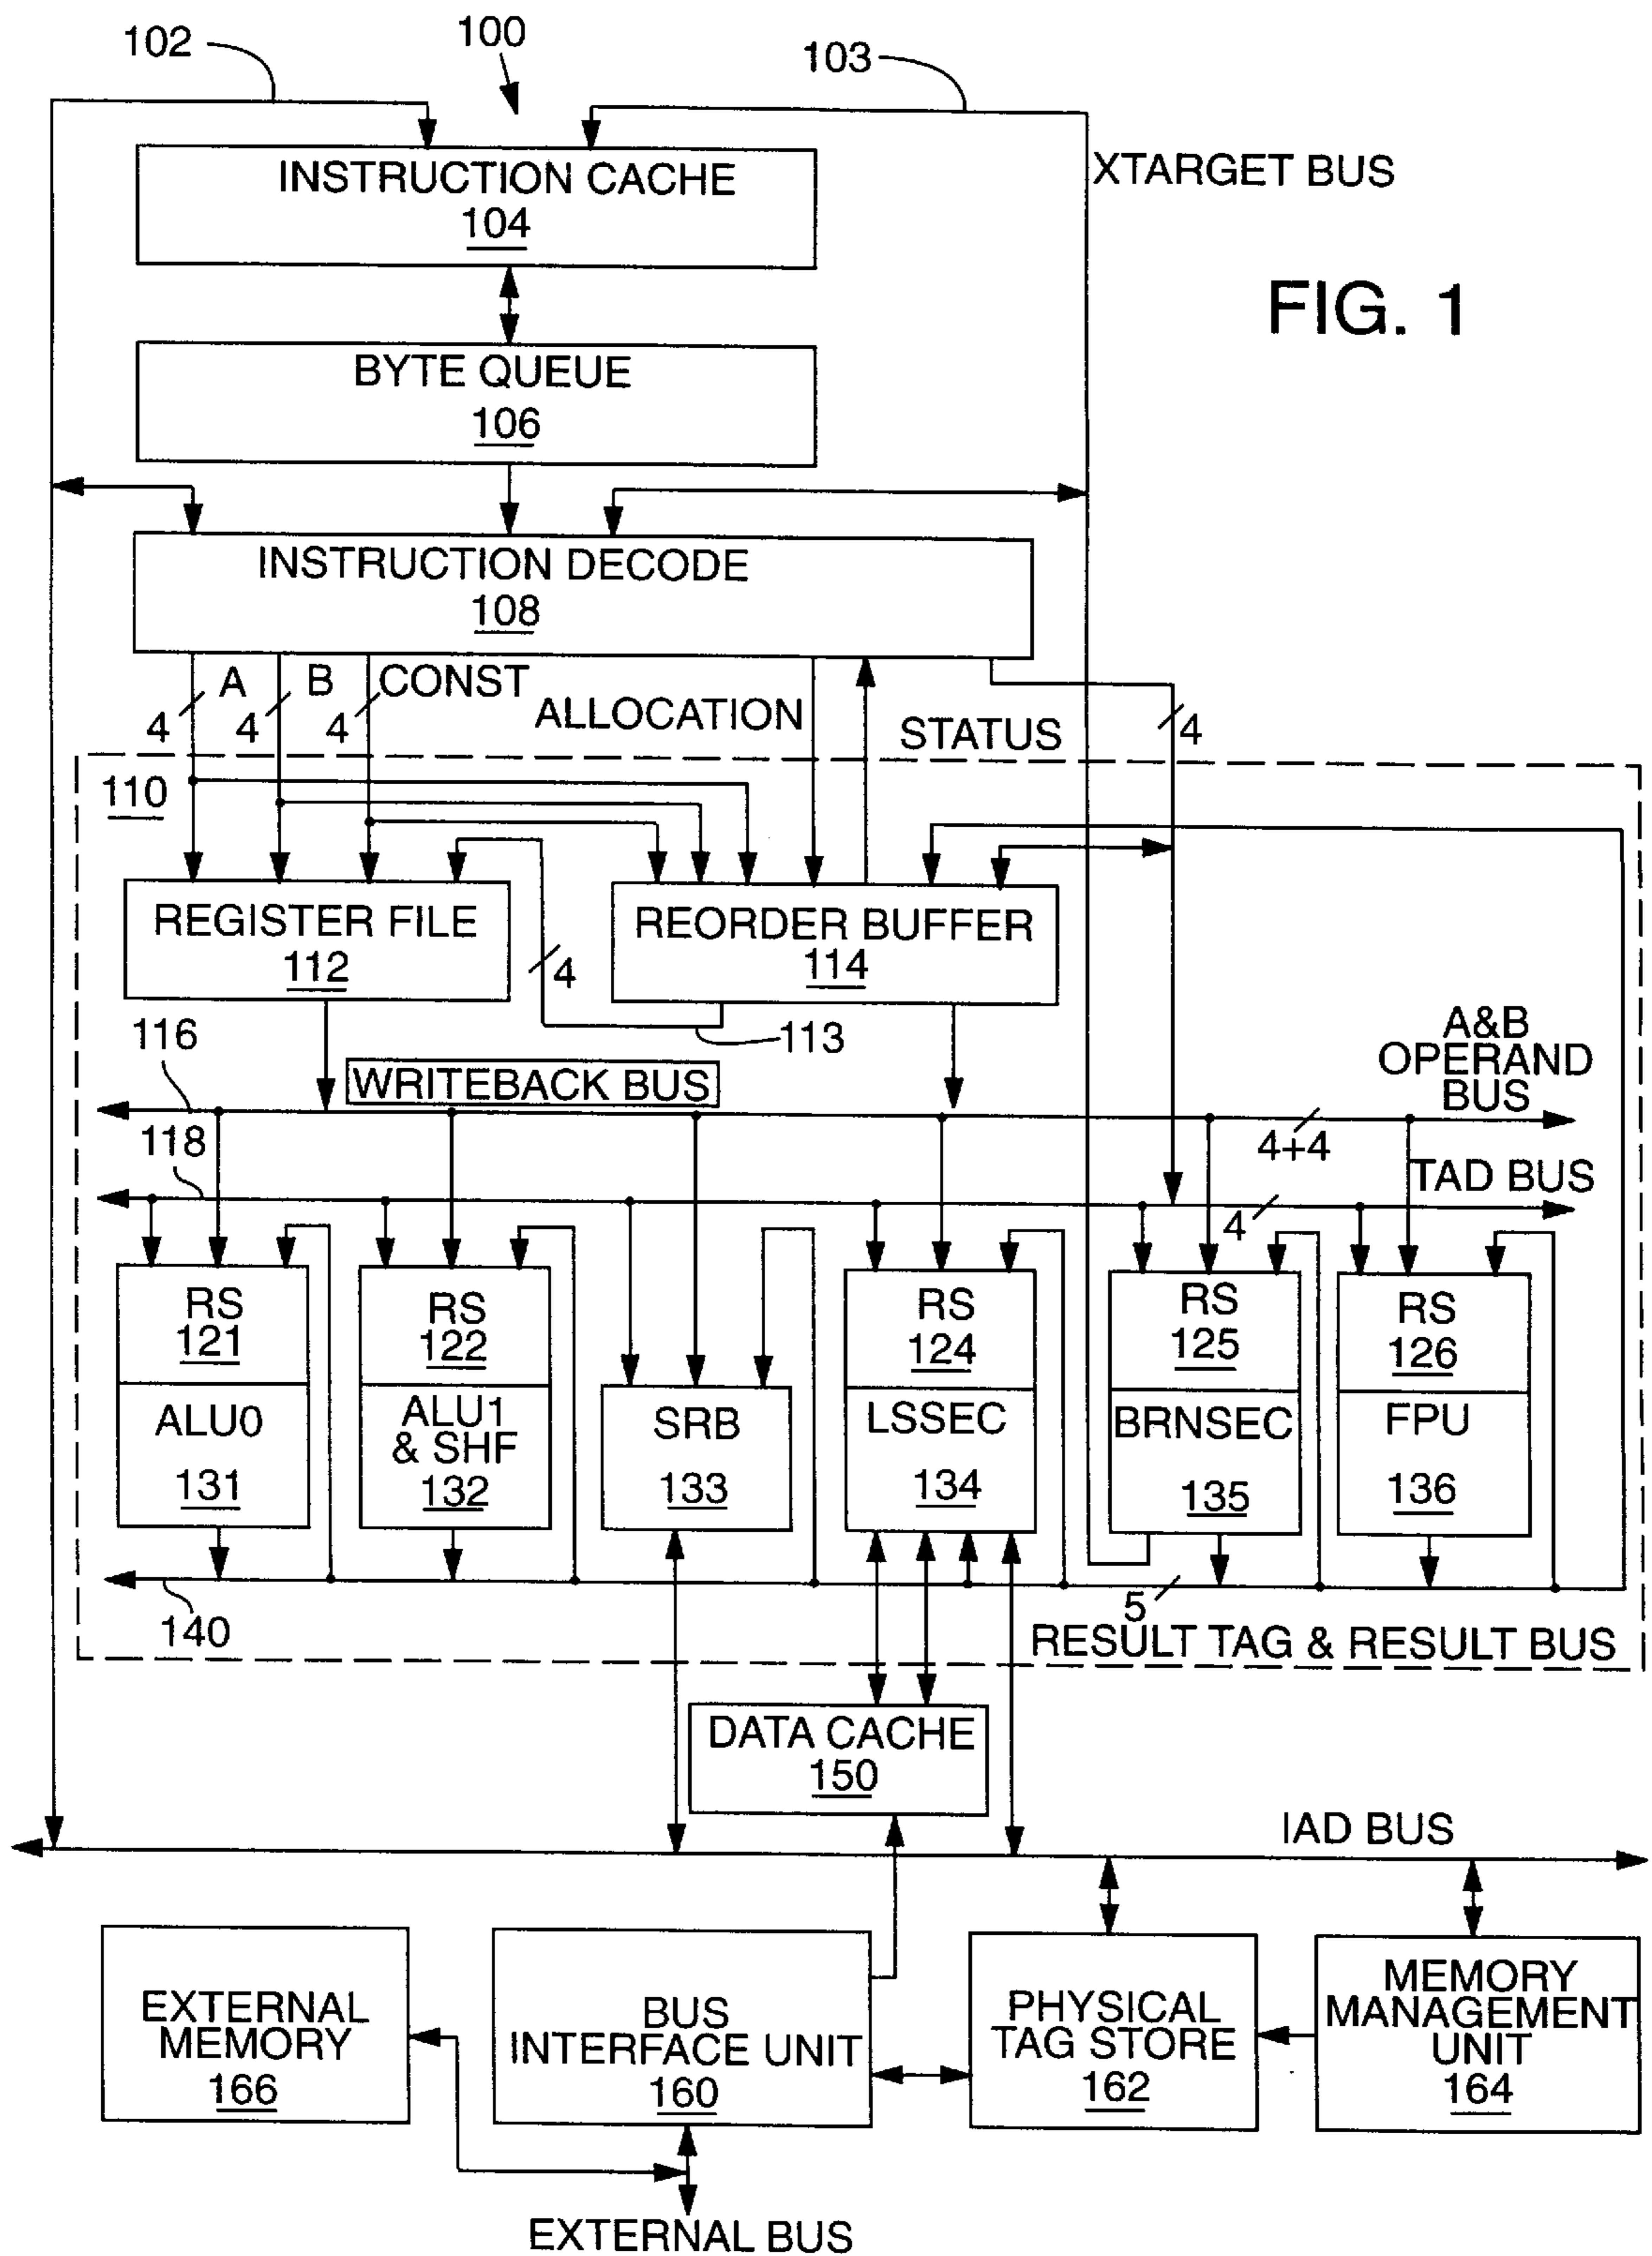 102
100
103
INSTRUCTION CACHE
104
XTARGET BUS
FIG. 1
BYTE QUEUE
106
INSTRUCTION DECODE
108
A
B
CONST
4
4
4
ALLOCATION
STATUS
4
110
REGISTER FILE
112
4
REORDER BUFFER
114
113
116
WRITEBACK BUS
A&B
OPERAND
BUS
4+4
118
TAD BUS
4
RS
121
ALU0
131
RS
122
ALU1
& SHF
132
SRB
133
RS
124
LSSEC
134
RS
125
BRNSEC
135
RS
126
FPU
136
140
5
RESULT TAG & RESULT BUS
DATA CACHE
150
IAD BUS
EXTERNAL
MEMORY
166
BUS
INTERFACE UNIT
160
PHYSICAL
TAG STORE
162
MEMORY
MANAGEMENT
UNIT
164
EXTERNAL BUS